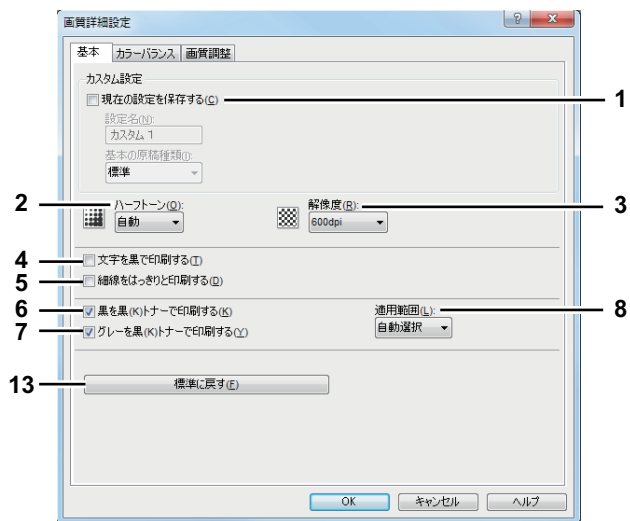 画質詳細設定
?
X
基本 カラーバランス 画質調整
カスタム設定
現在の設定を保存する(C)
1
設定名(N):
カスタム 1
基本の原稿種類(I):
標準
2
ハーフトーン(O):
自動
解像度(R):
600dpi
3
4
文字を黒で印刷する(T)
5
細線をはっきりと印刷する(D)
6
黒を黒(K)トナーで印刷する(K)
適用範囲(L):
自動選択
8
7
グレーを黒(K)トナーで印刷する(Y)
13
標準に戻す(F)
OK キャンセル ヘルプ